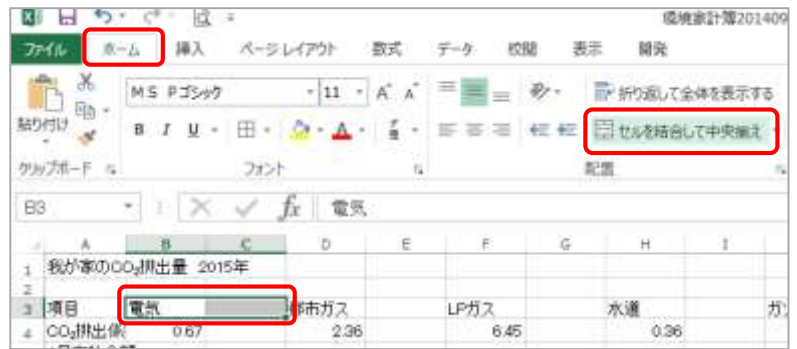 環境家計簿201409
ファイル ホーム 挿入 ページレイアウト 数式 データ 校閲 表示 開発
MS Pゴシック 11 A A 折り返して全体を表示する
貼り付け B I U A セルを結合して中央揃え
クリップボード フォント 配置
B3 fx 電気
A B C D E F G H I
1 我が家のCO₂排出量 2015年
2
3 項目 電気 都市ガス LPガス 水道
4 CO₂排出係 0.67 2.36 6.45 0.36